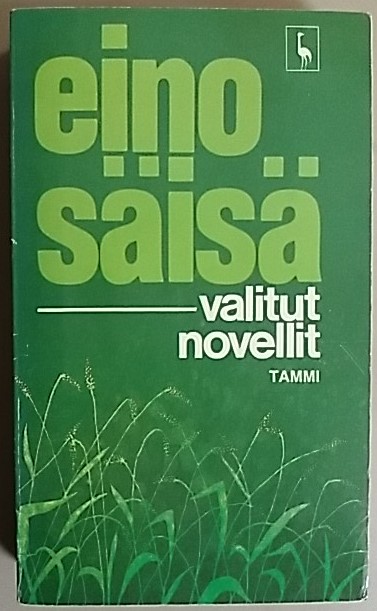 eino
säisä
valitut
novellit
TAMMI